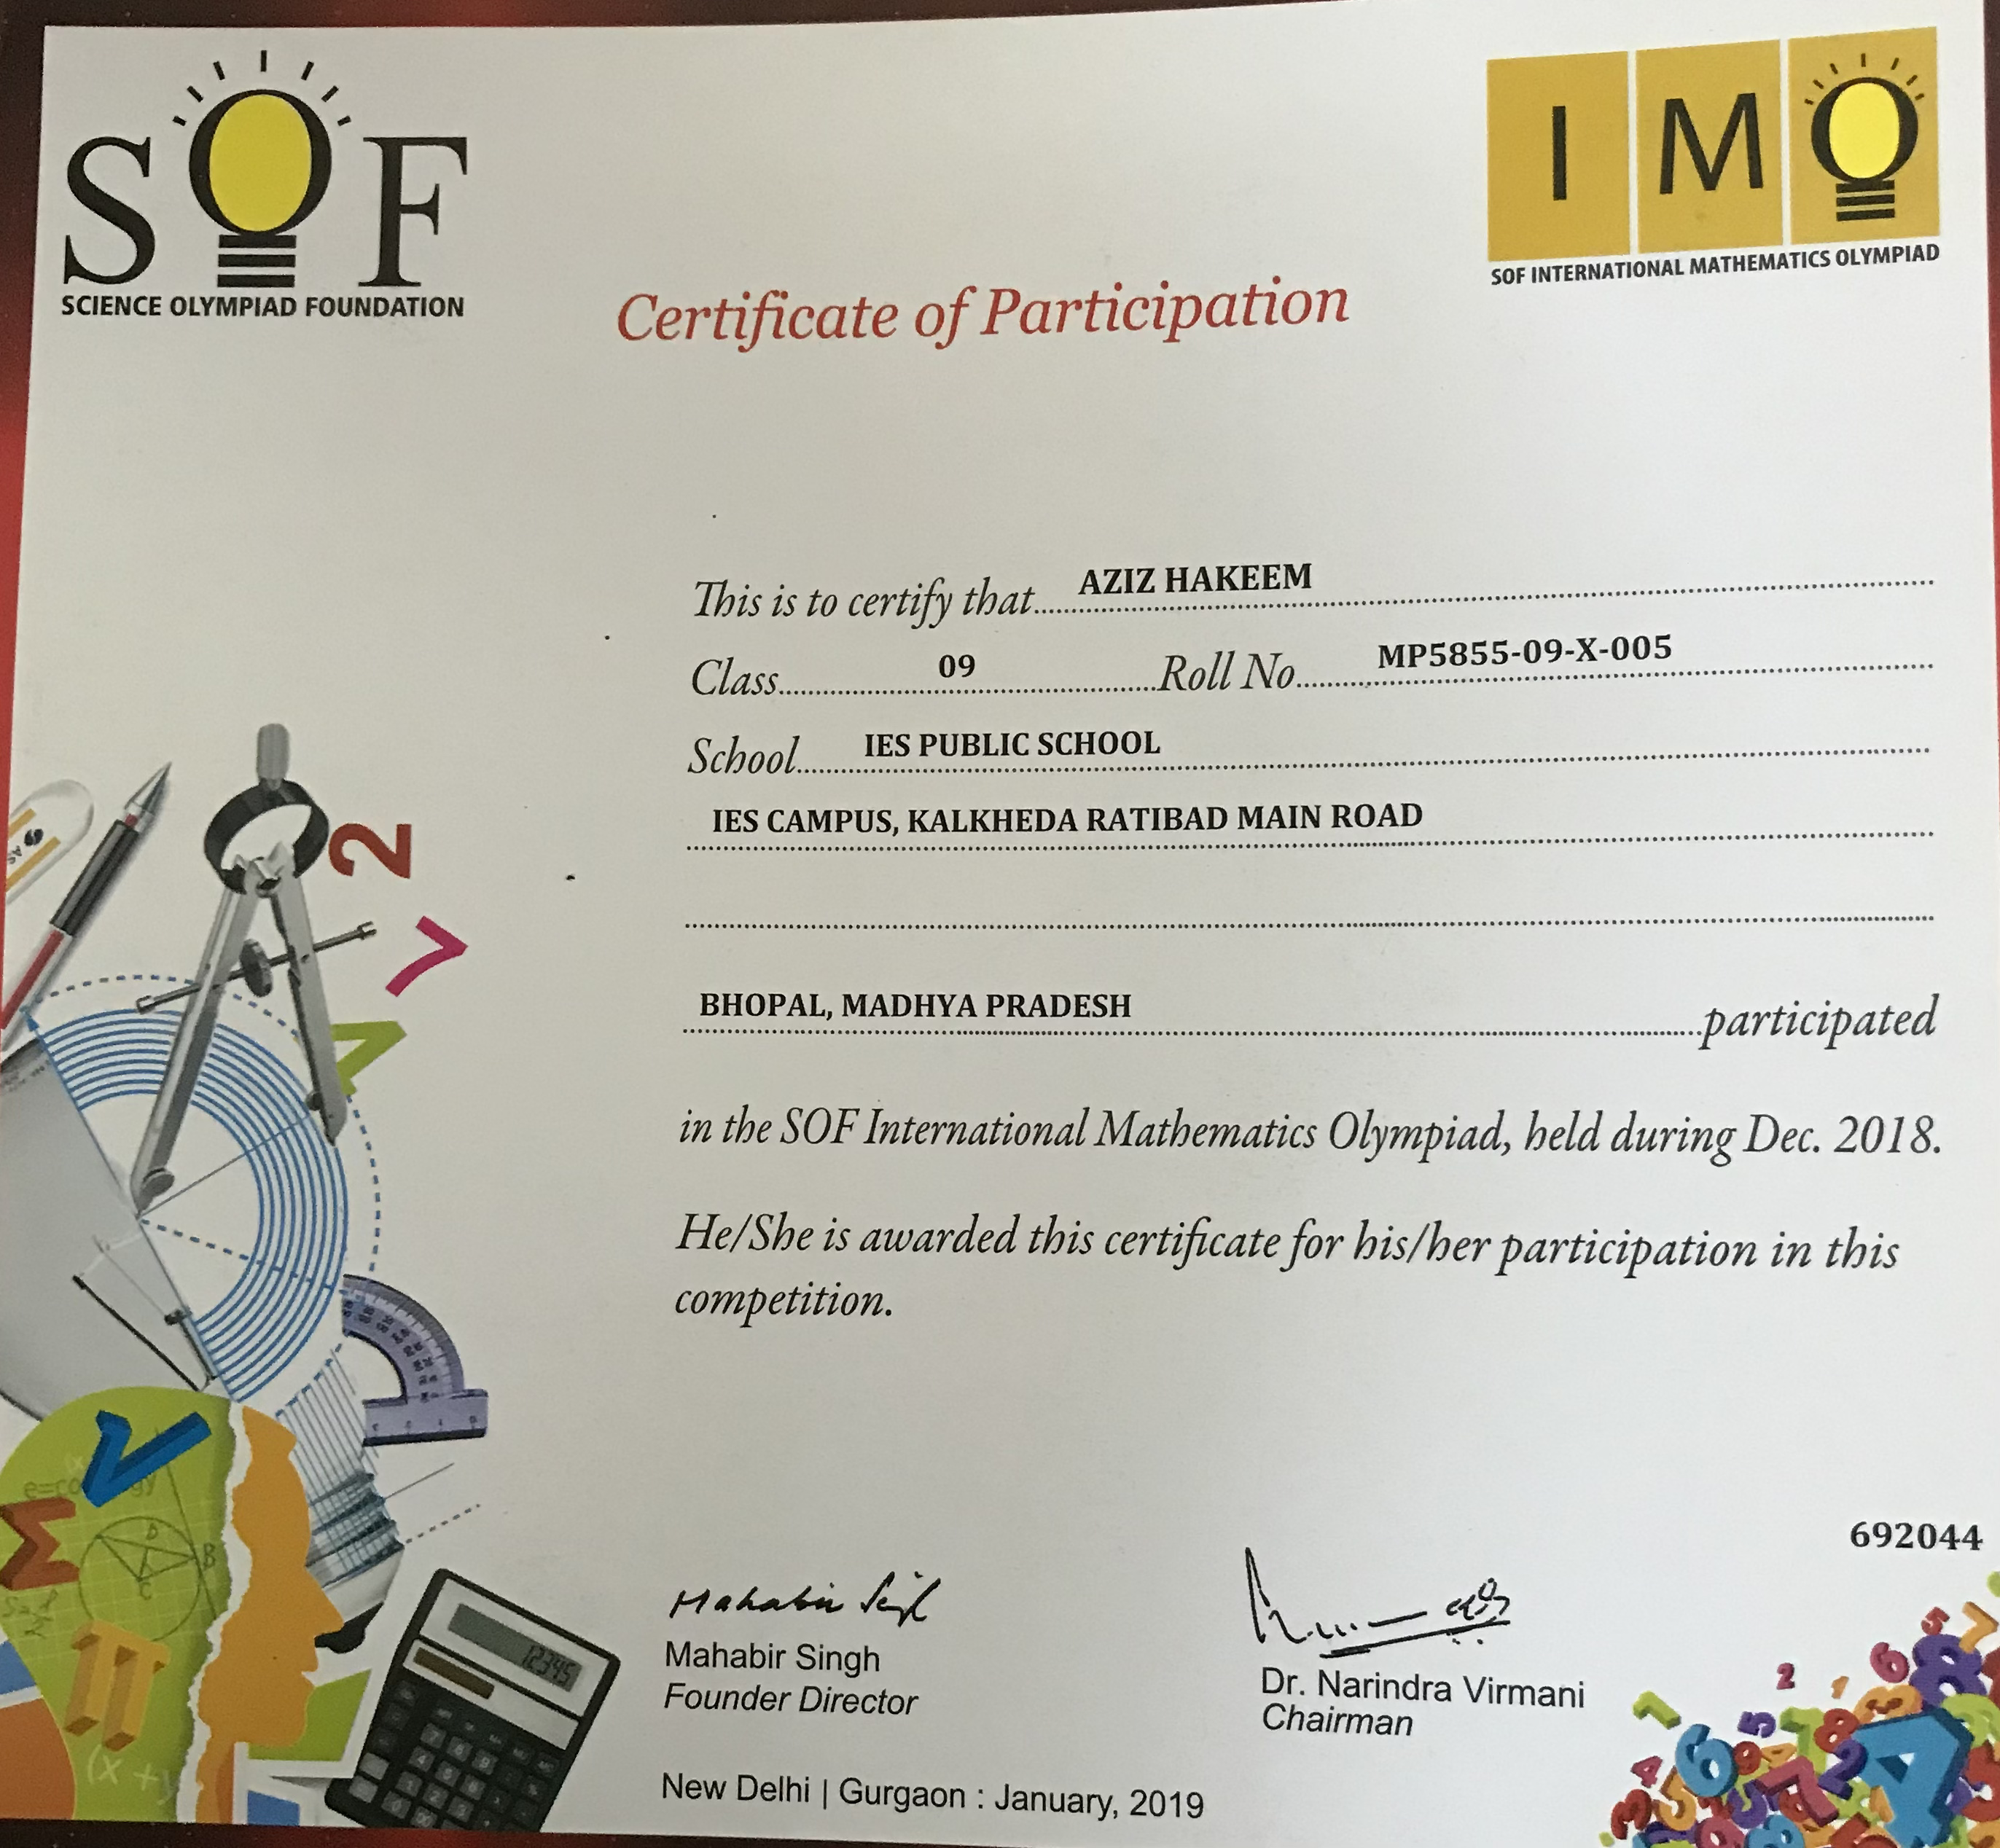 SOF
SCIENCE OLYMPIAD FOUNDATION
IMO
SOF INTERNATIONAL MATHEMATICS OLYMPIAD
Certificate of Participation
This is to certify that AZIZ HAKEEM
Class 09 Roll No MP5855-09-X-005
School IES PUBLIC SCHOOL
IES CAMPUS, KALKHEDA RATIBAD MAIN ROAD
BHOPAL, MADHYA PRADESH participated
in the SOF International Mathematics Olympiad, held during Dec. 2018.
He/She is awarded this certificate for his/her participation in this
competition.
692044
Mahabir Singh
Mahabir Singh
Founder Director
Dr. Narindra Virmani
Chairman
New Delhi | Gurgaon : January, 2019
12345